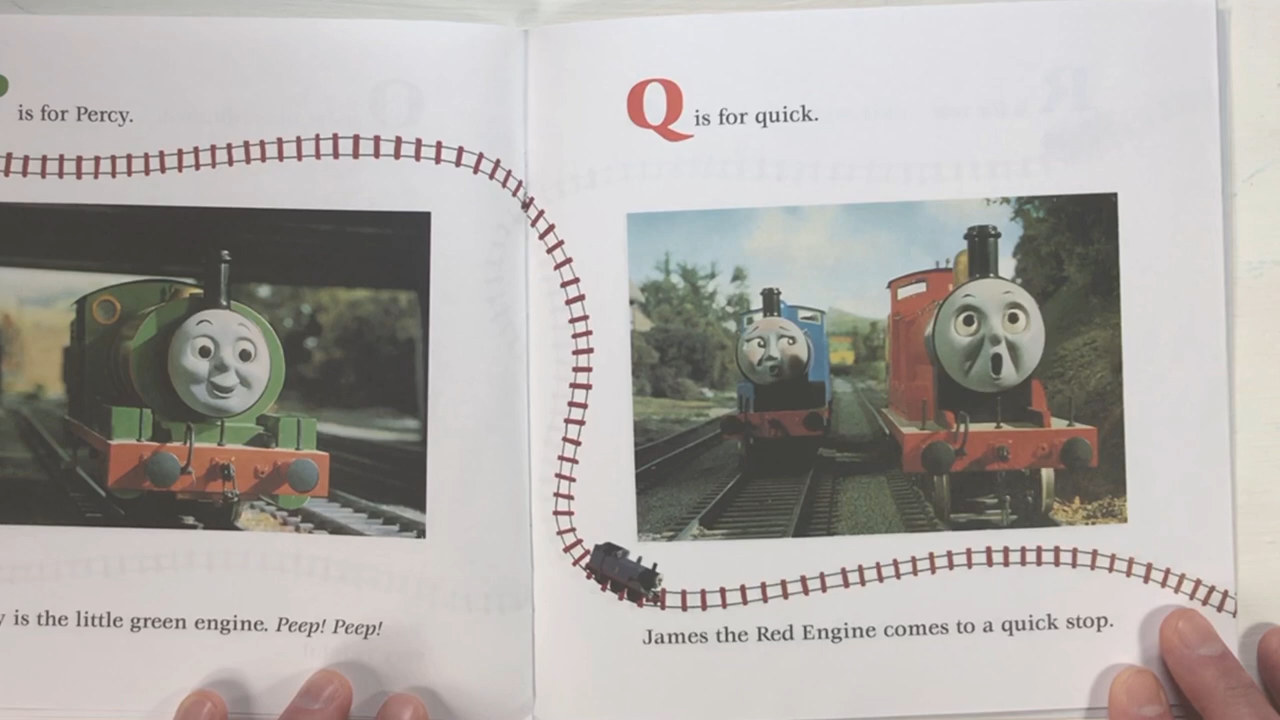 is for Percy.
is the little green engine. Peep! Peep!
Q is for quick.
James the Red Engine comes to a quick stop.